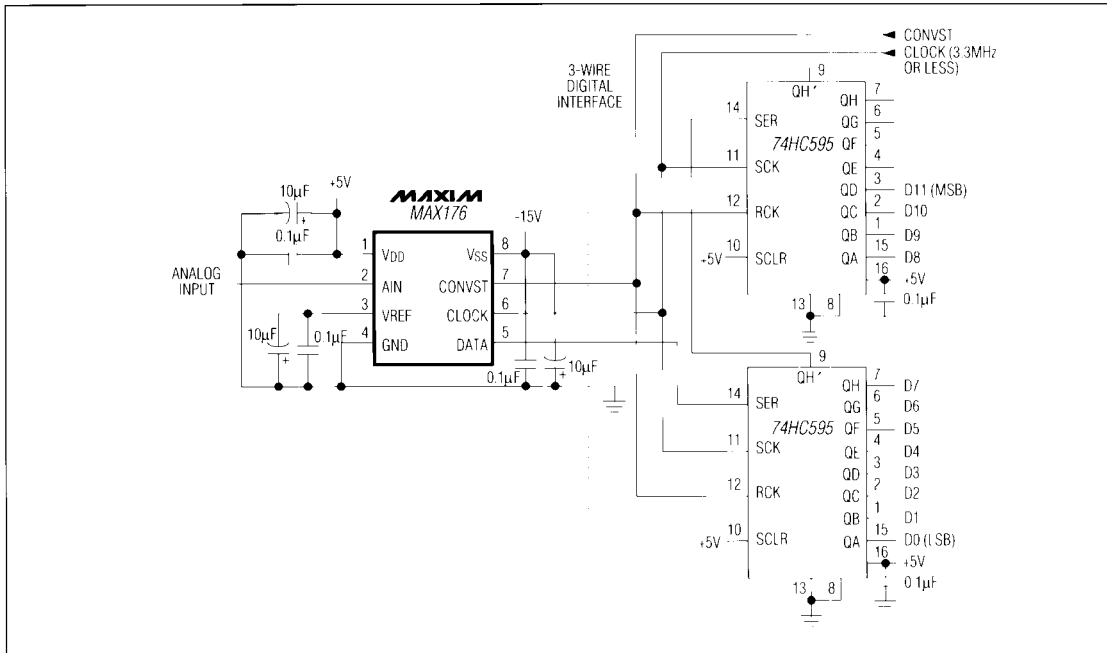 CONVST
CLOCK (3.3MHz
OR LESS)
3-WIRE
DIGITAL
INTERFACE
9
QH'
14
SER
11
SCK
12
RCK
10
+5V
SCLR
74HC595
QH
7
QG
6
QF
5
QE
4
QD
3
D11 (MSB)
QC
2
D10
QB
1
D9
QA
15
D8
16
+5V
0.1µF
13
8
10µF
+5V
0.1µF
MAXIM
MAX176
-15V
1
VDD
VSS
8
ANALOG
INPUT
2
AIN
CONVST
7
3
VREF
CLOCK
6
4
GND
DATA
5
10µF
0.1µF
0.1µF
10µF
9
QH'
14
SER
11
SCK
12
RCK
10
+5V
SCLR
74HC595
QH
7
D7
QG
6
D6
QF
5
D5
QE
4
D4
QD
3
D3
QC
2
D2
QB
1
D1
QA
15
D0 (LSB)
16
+5V
0.1µF
13
8